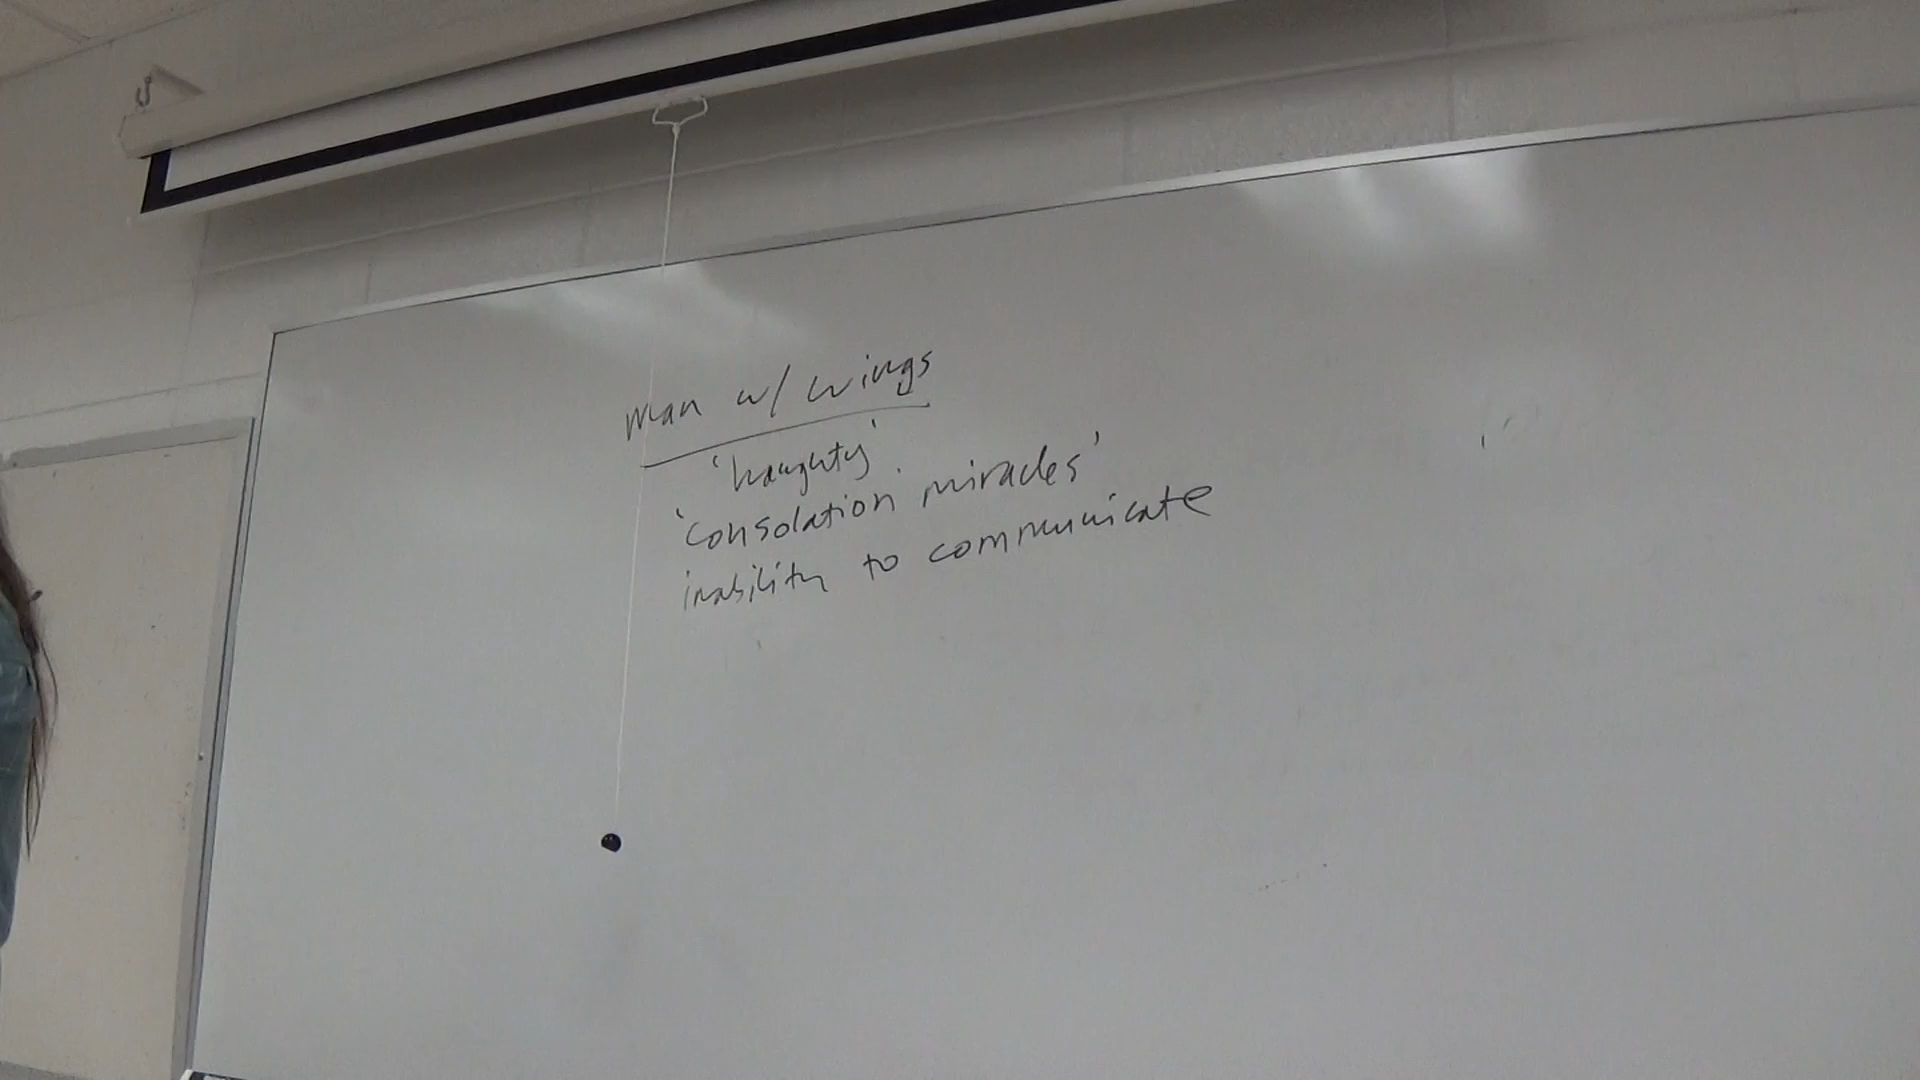 man w/ wings
'haughty'
'consolation miracles'
inability to communicate